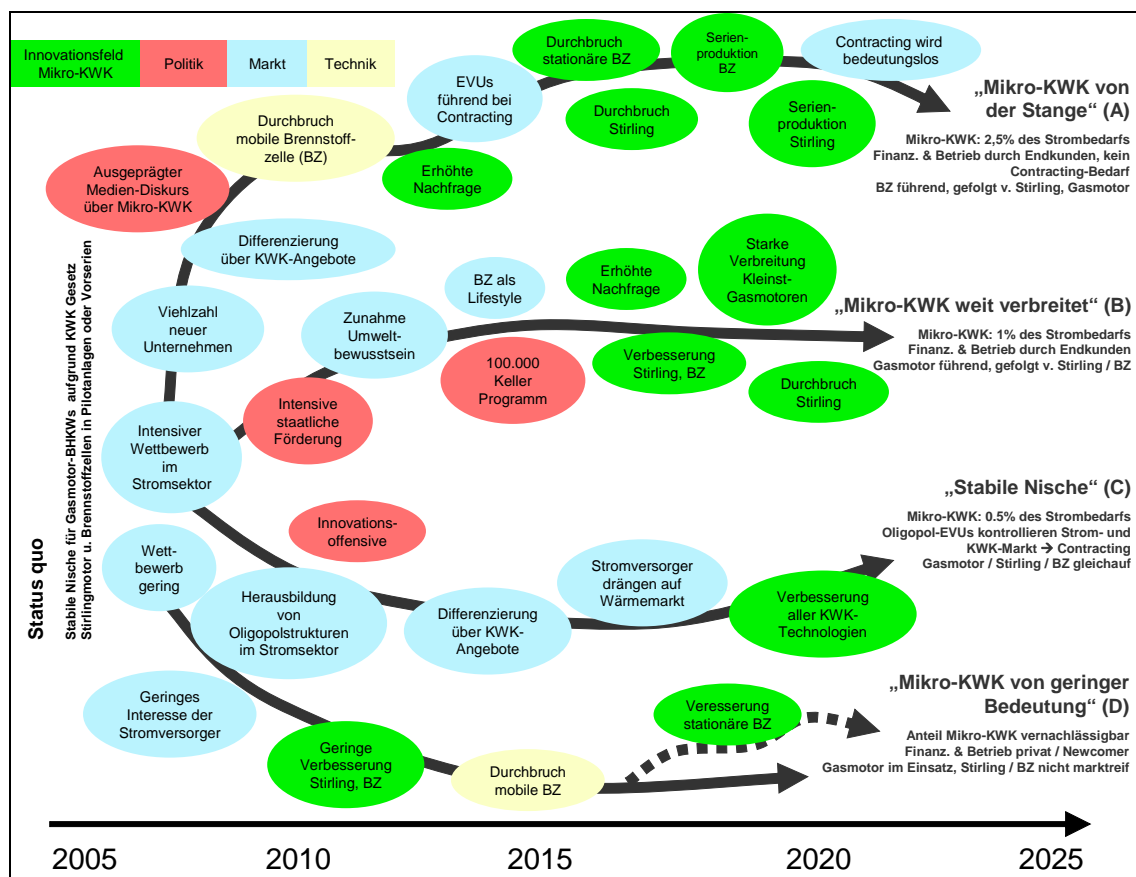 Innovationsfeld
Mikro-KWK
Politik
Markt
Technik
Durchbruch
stationäre BZ
Serien-
produktion
BZ
Contracting wird
bedeutungslos
EVUs
führend bei
Contracting
Durchbruch
Stirling
Serien-
produktion
Stirling
Durchbruch
mobile Brennstoff-
zelle (BZ)
Erhöhte
Nachfrage
Ausgeprägter
Medien-Diskurs
über Mikro-KWK
„Mikro-KWK von
der Stange“ (A)
Mikro-KWK: 2,5% des Strombedarfs
Finanz. & Betrieb durch Endkunden, kein
Contracting-Bedarf
BZ führend, gefolgt v. Stirling, Gasmotor
Differenzierung
über KWK-Angebote
Vielzahl
neuer
Unternehmen
Zunahme
Umwelt-
bewusstsein
BZ als
Lifestyle
Erhöhte
Nachfrage
Starke
Verbreitung
Kleinst-
Gasmotoren
100.000
Keller
Programm
Verbesserung
Stirling, BZ
Durchbruch
Stirling
Intensive
staatliche
Förderung
„Mikro-KWK weit verbreitet“ (B)
Mikro-KWK: 1% des Strombedarfs
Finanz. & Betrieb durch Endkunden
Gasmotor führend, gefolgt v. Stirling / BZ
Intensiver
Wettbewerb
im
Stromsektor
Innovations-
offensive
Wett-
bewerb
gering
Herausbildung
von
Oligopolstrukturen
im Stromsektor
Differenzierung
über KWK-
Angebote
Stromversorger
drängen auf
Wärmemarkt
Verbesserung
aller KWK-
Technologien
„Stabile Nische“ (C)
Mikro-KWK: 0.5% des Strombedarfs
Oligopol-EVUs kontrollieren Strom- und
KWK-Markt → Contracting
Gasmotor / Stirling / BZ gleichauf
Geringes
Interesse der
Stromversorger
Geringe
Verbesserung
Stirling, BZ
Durchbruch
mobile BZ
Veresserung
stationäre BZ
„Mikro-KWK von geringer
Bedeutung“ (D)
Anteil Mikro-KWK vernachlässigbar
Finanz. & Betrieb privat / Newcomer
Gasmotor im Einsatz, Stirling / BZ nicht marktreif
Status quo
Stabile Nische für Gasmotor-BHKWs aufgrund KWK Gesetz
Stirlingmotor u. Brennstoffzellen in Pilotanlagen oder Vorserien
2005
2010
2015
2020
2025